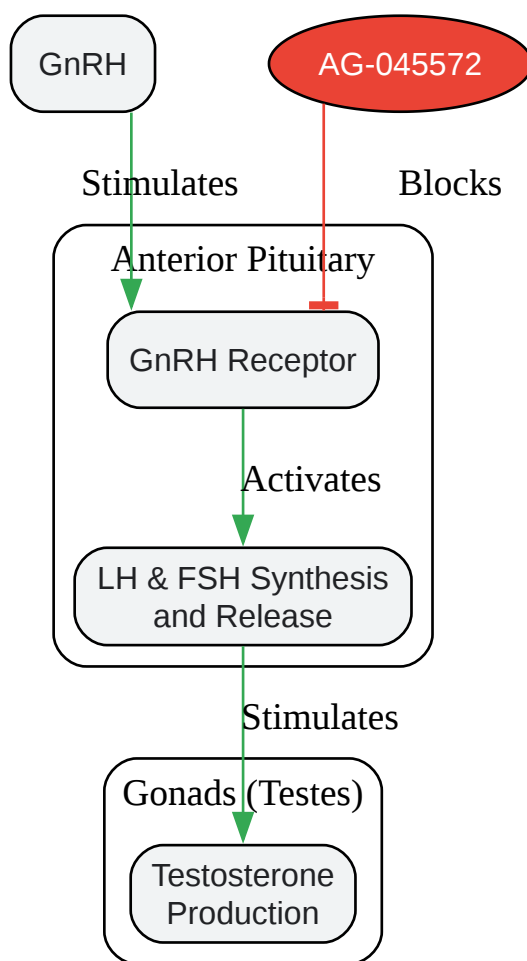 GnRH
AG-045572
Stimulates
Blocks
Anterior Pituitary
GnRH Receptor
Activates
LH & FSH Synthesis
and Release
Stimulates
Gonads (Testes)
Testosterone
Production